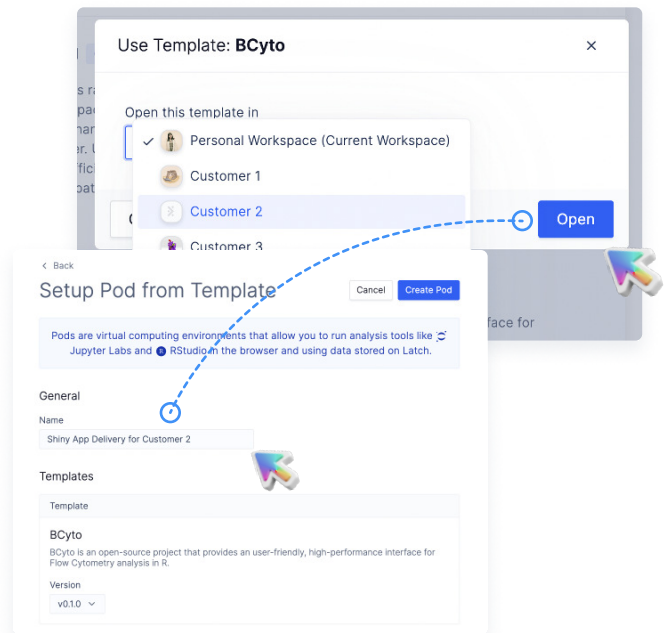 Use Template: BCyto
Open this template in
Personal Workspace (Current Workspace)
Customer 1
Customer 2
Customer 3
Open
face for
Back
Setup Pod from Template
Cancel
Create Pod
Pods are virtual computing environments that allow you to run analysis tools like
Jupyter Labs and R RStudio in the browser and using data stored on Latch.
General
Name
Shiny App Delivery for Customer 2
Templates
Template
BCyto
BCyto is an open-source project that provides an user-friendly, high-performance interface for
Flow Cytometry analysis in R.
Version
v0.1.0